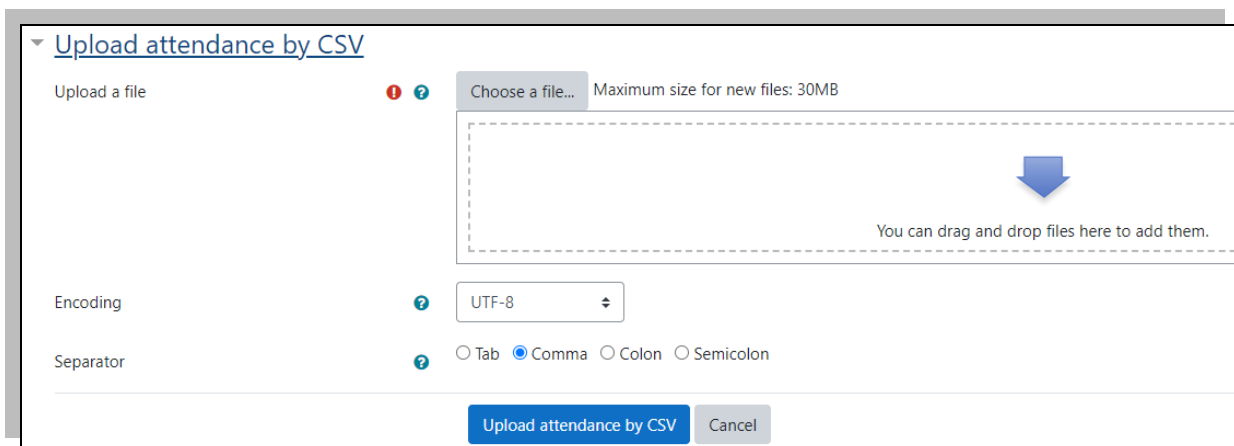 Upload attendance by CSV
Upload a file
Choose a file... Maximum size for new files: 30MB
You can drag and drop files here to add them.
Encoding UTF-8
Separator Tab Comma Colon Semicolon
Upload attendance by CSV Cancel